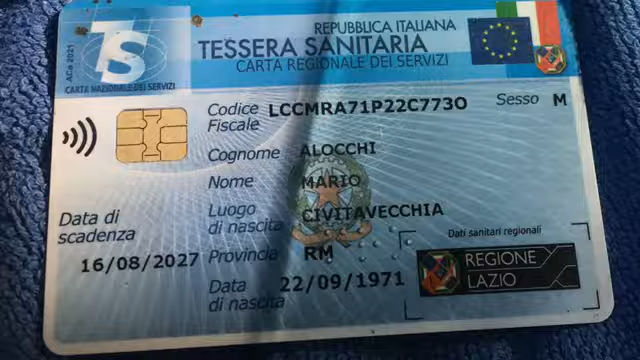 REPUBBLICA ITALIANA
TESSERA SANITARIA
CARTA REGIONALE DEI SERVIZI
ACe 2021
TS
CARTA NAZIONALE DEI SERVIZI
Codice Fiscale LCCMRA71P22C773O Sesso M
Cognome ALOCCHI
Nome MARIO
Luogo di nascita CIVITAVECCHIA
Data di scadenza 16/08/2027
Provincia RM
Data di nascita 22/09/1971
Dati sanitari regionali
REGIONE
LAZIO